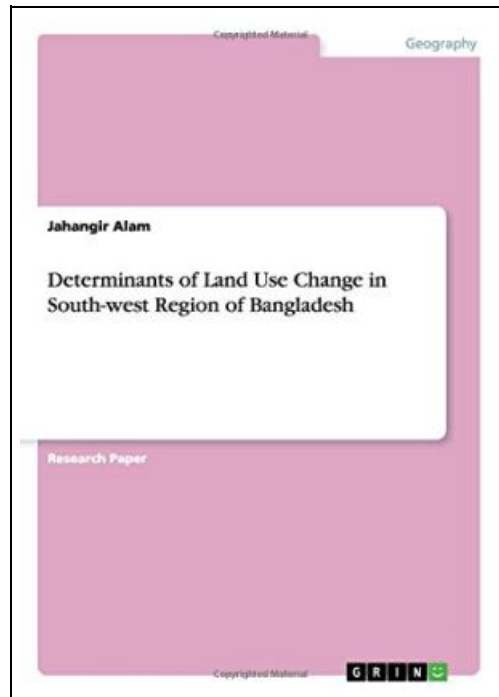 Copyrighted Material
Geography
Jahangir Alam
Determinants of Land Use Change in
South-west Region of Bangladesh
Research Paper
Copyrighted Material
G R I N